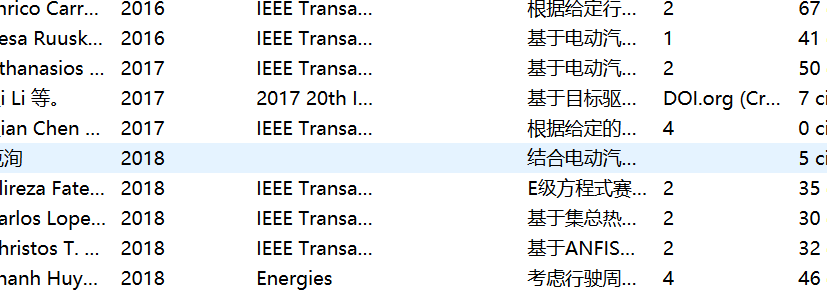 nrico Carr... 2016 IEEE Transa... 根据给定行... 2 67
esa Ruusk... 2016 IEEE Transa... 基于电动汽... 1 41
thanasios ... 2017 IEEE Transa... 基于电动汽... 2 50
i Li 等。 2017 2017 20th I... 基于目标驱... DOI.org (Cr... 7 ci
ian Chen ... 2017 IEEE Transa... 根据给定的... 4 0 ci
洵 2018 结合电动汽... 5 ci
lireza Fate... 2018 IEEE Transa... E级方程式赛... 2 35
arlos Lope... 2018 IEEE Transa... 基于集总热... 2 30
hristos T. ... 2018 IEEE Transa... 基于ANFIS... 2 32
hanh Huy... 2018 Energies 考虑行驶周... 4 46